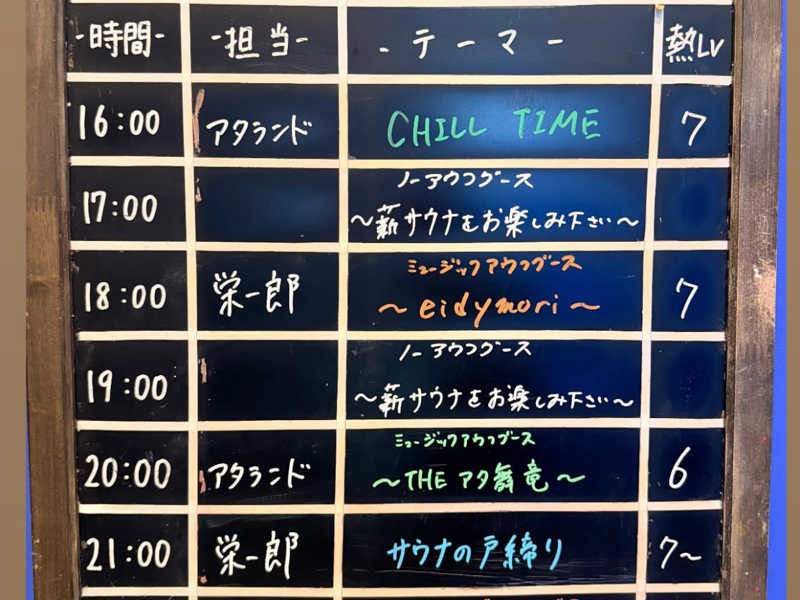 -時間- -担当- -テーマー 熱Lv
16:00 アタランド CHILL TIME 7
17:00 ノーアウフグース
～薪サウナをお楽しみ下さい～
18:00 栄一郎 ミュージックアウフグース 7
～eidymori～
19:00 ノーアウフグース
～薪サウナをお楽しみ下さい～
20:00 アタランド ミュージックアウフグース 6
～THE アタ舞竜～
21:00 栄一郎 サウナの戸締り 7～